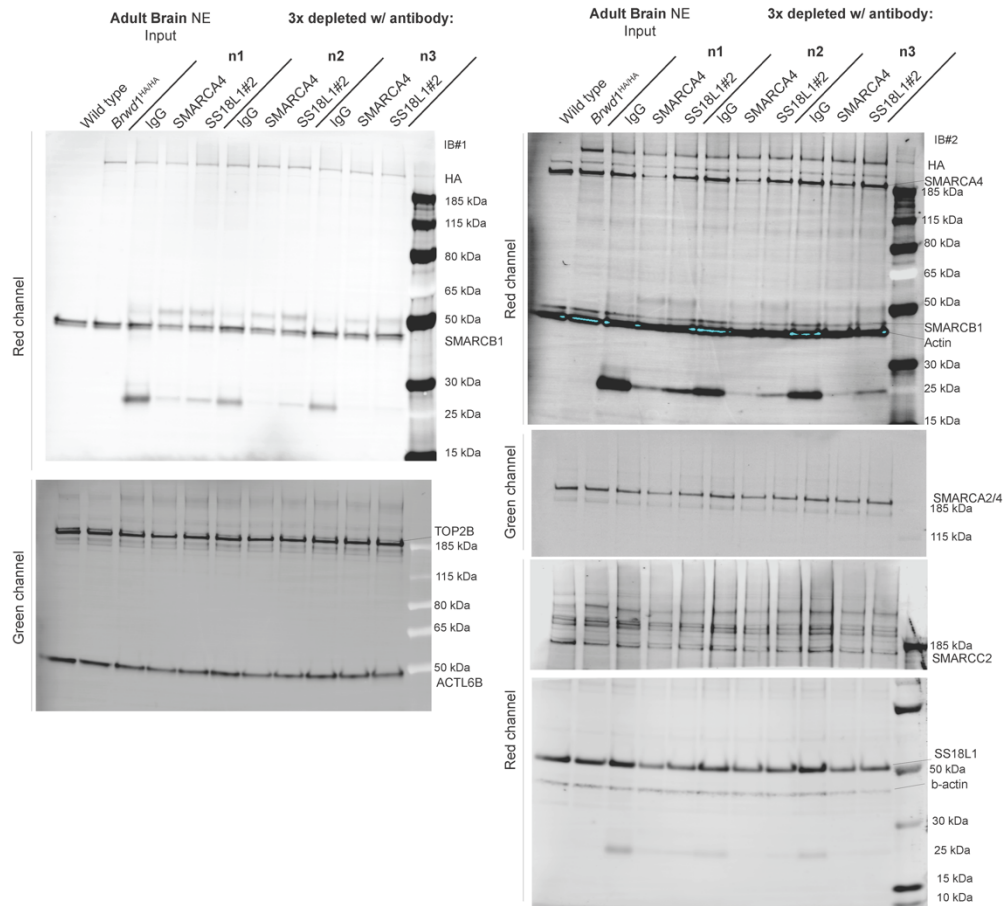 Adult Brain NE
Input
3x depleted w/ antibody:
n1
n2
n3
Wild type
Brwd1HA/HA
IgG
SMARCA4
SS18L1#2
IgG
SMARCA4
SS18L1#2
IgG
SMARCA4
SS18L1#2
Red channel
IB#1
HA
185 kDa
115 kDa
80 kDa
65 kDa
50 kDa
SMARCB1
30 kDa
25 kDa
15 kDa
Green channel
TOP2B
185 kDa
115 kDa
80 kDa
65 kDa
50 kDa
ACTL6B
Adult Brain NE
Input
3x depleted w/ antibody:
n1
n2
n3
Wild type
Brwd1HA/HA
IgG
SMARCA4
SS18L1#2
IgG
SMARCA4
SS18L1#2
IgG
SMARCA4
SS18L1#2
Red channel
IB#2
HA
SMARCA4
185 kDa
115 kDa
80 kDa
65 kDa
50 kDa
SMARCB1
Actin
30 kDa
25 kDa
15 kDa
Green channel
SMARCA2/4
185 kDa
115 kDa
185 kDa
SMARCC2
Red channel
SS18L1
50 kDa
b-actin
30 kDa
25 kDa
15 kDa
10 kDa